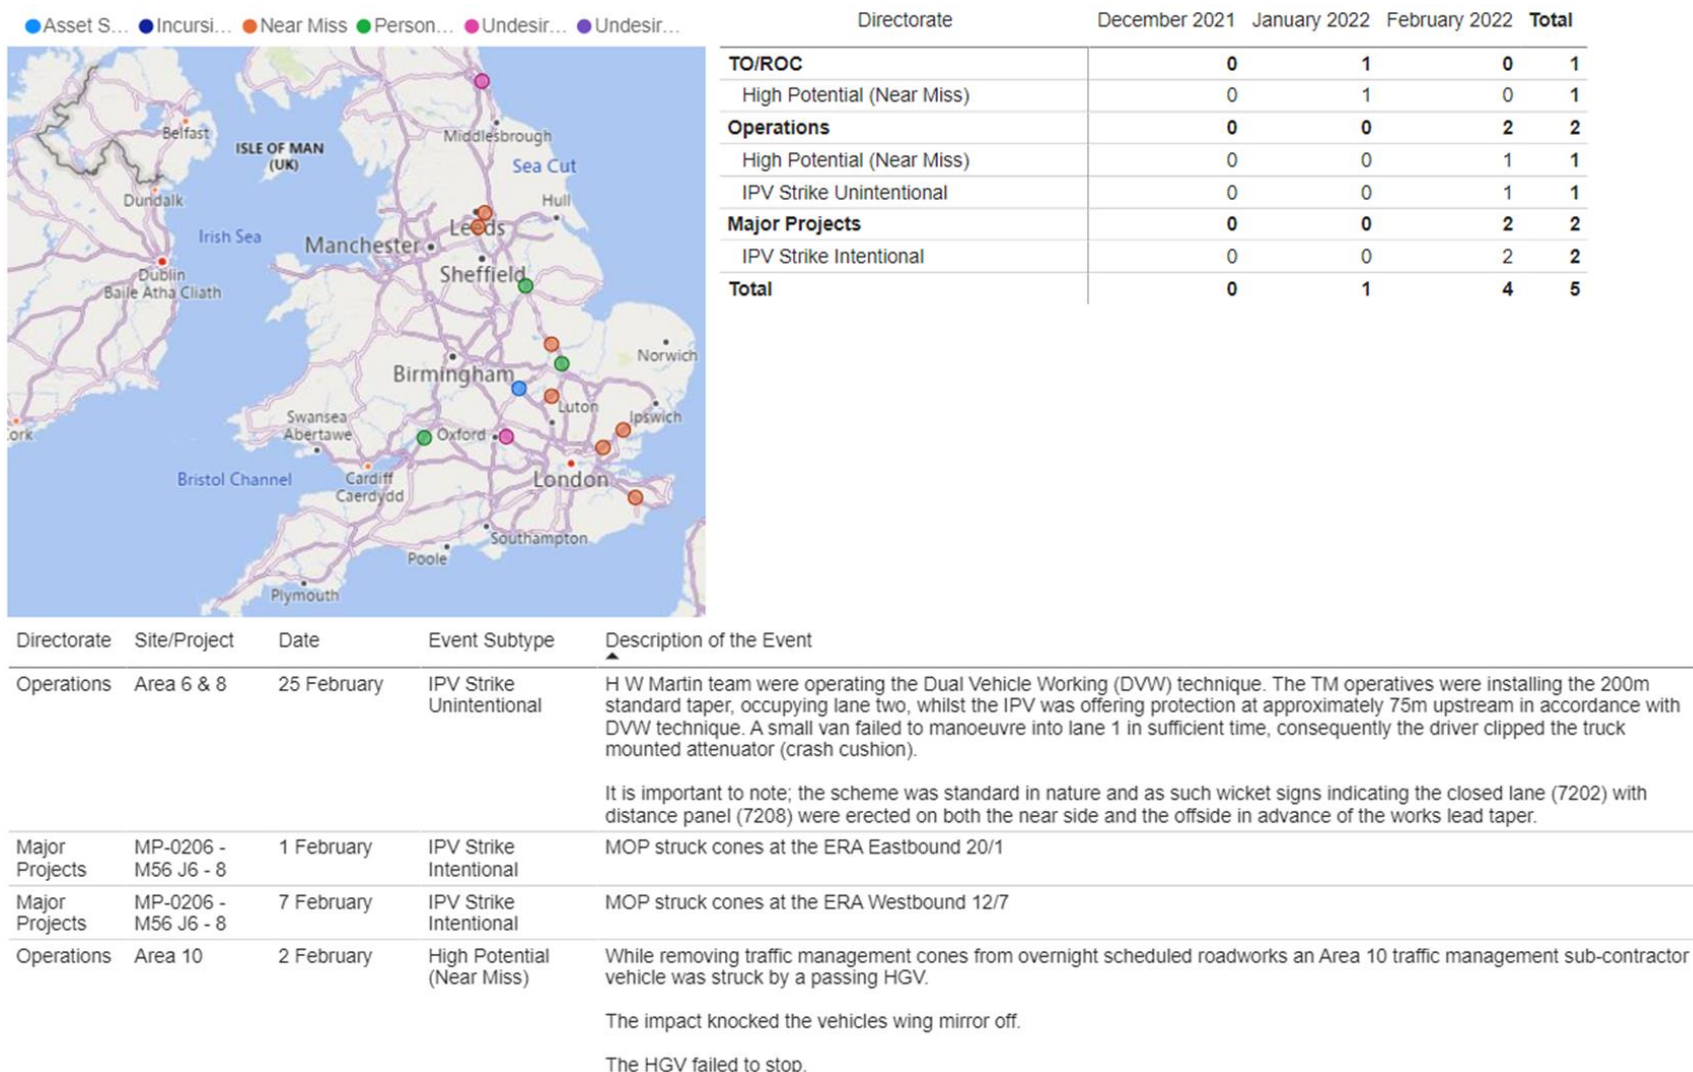 Asset S... Incursi... Near Miss Person... Undesir... Undesir...
Belfast
ISLE OF MAN
(UK)
Middlesbrough
Sea Cut
Dundalk
Hull
Leeds
Irish Sea
Manchester
Sheffield
Dublin
Baile Átha Cliath
Norwich
Birmingham
Luton
Swansea
Abertawe
Ipswich
Oxford
ork
Bristol Channel
Cardiff
Caerdydd
London
Southampton
Poole
Plymouth
Directorate December 2021 January 2022 February 2022 Total
TO/ROC 0 1 0 1
High Potential (Near Miss) 0 1 0 1
Operations 0 0 2 2
High Potential (Near Miss) 0 0 1 1
IPV Strike Unintentional 0 0 1 1
Major Projects 0 0 2 2
IPV Strike Intentional 0 0 2 2
Total 0 1 4 5
Directorate Site/Project Date Event Subtype Description of the Event
Operations Area 6 & 8 25 February IPV Strike H W Martin team were operating the Dual Vehicle Working (DVW) technique. The TM operatives were installing the 200m
Unintentional standard taper, occupying lane two, whilst the IPV was offering protection at approximately 75m upstream in accordance with
DVW technique. A small van failed to manoeuvre into lane 1 in sufficient time, consequently the driver clipped the truck
mounted attenuator (crash cushion).
It is important to note; the scheme was standard in nature and as such wicket signs indicating the closed lane (7202) with
distance panel (7208) were erected on both the near side and the offside in advance of the works lead taper.
Major MP-0206 - 1 February IPV Strike MOP struck cones at the ERA Eastbound 20/1
Projects M56 J6 - 8 Intentional
Major MP-0206 - 7 February IPV Strike MOP struck cones at the ERA Westbound 12/7
Projects M56 J6 - 8 Intentional
Operations Area 10 2 February High Potential While removing traffic management cones from overnight scheduled roadworks an Area 10 traffic management sub-contractor
(Near Miss) vehicle was struck by a passing HGV.
The impact knocked the vehicles wing mirror off.
The HGV failed to stop.